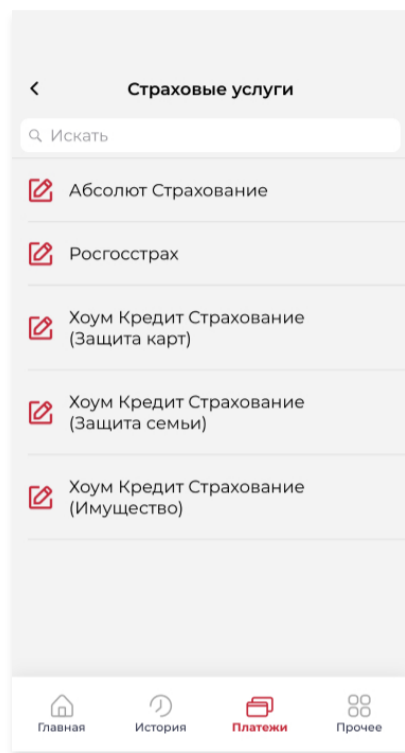 Страховые услуги
Искать
Абсолют Страхование
Росгосстрах
Хоум Кредит Страхование
(Защита карт)
Хоум Кредит Страхование
(Защита семьи)
Хоум Кредит Страхование
(Имущество)
Главная История Платежи Прочее